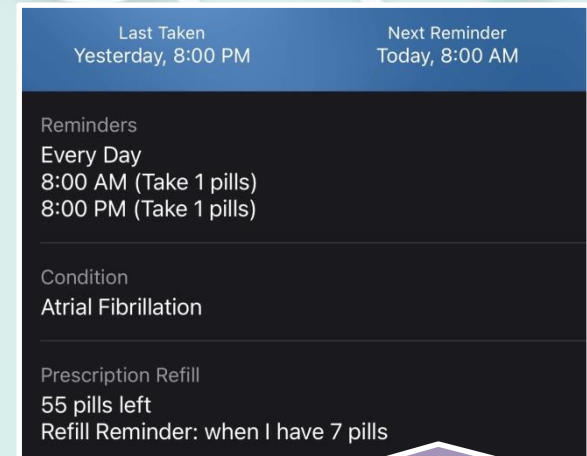 Last Taken
Yesterday, 8:00 PM
Next Reminder
Today, 8:00 AM
Reminders
Every Day
8:00 AM (Take 1 pills)
8:00 PM (Take 1 pills)
Condition
Atrial Fibrillation
Prescription Refill
55 pills left
Refill Reminder: when I have 7 pills